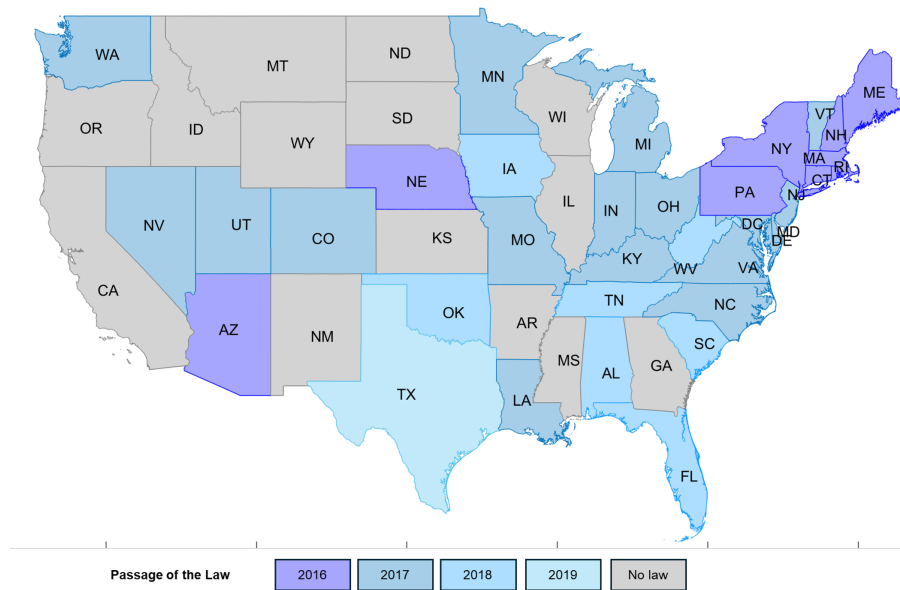 WA
MT
ND
MN
ME
OR
ID
SD
WI
VT
NH
WY
MI
NY
MA
RI
CT
NE
IA
PA
NJ
NV
UT
CO
KS
MO
IL
IN
OH
DC
MD
DE
KY
WV
VA
CA
AZ
NM
OK
AR
TN
NC
SC
TX
LA
MS
AL
GA
FL
Passage of the Law 2016 2017 2018 2019 No law